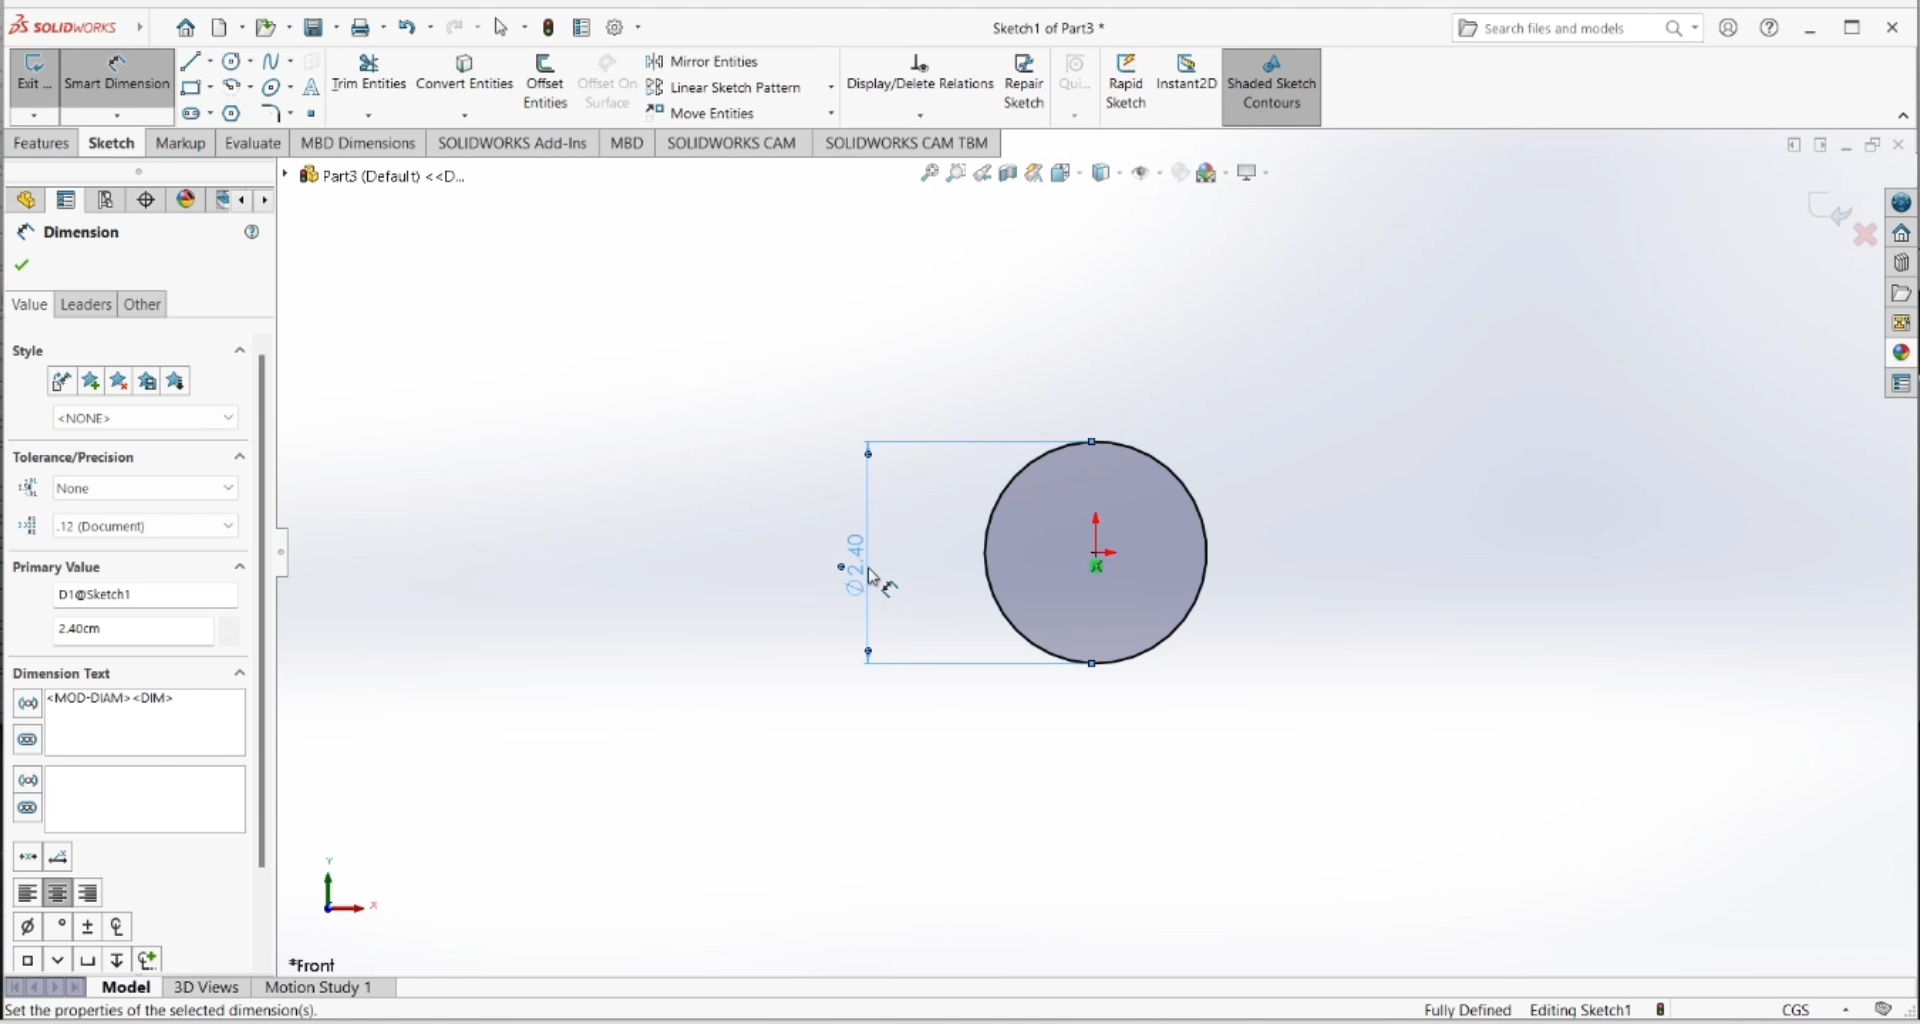 SOLIDWORKS
Sketch1 of Part3 *
Search files and models
Exit ...
Smart Dimension
Trim Entities
Convert Entities
Offset Entities
Offset On Surface
Mirror Entities
Linear Sketch Pattern
Move Entities
Display/Delete Relations
Repair Sketch
Qui...
Rapid Sketch
Instant2D
Shaded Sketch Contours
Features Sketch Markup Evaluate MBD Dimensions SOLIDWORKS Add-Ins MBD SOLIDWORKS CAM SOLIDWORKS CAM TBM
Part3 (Default) <<D...
Dimension
Value Leaders Other
Style
<NONE>
Tolerance/Precision
None
.12 (Document)
Primary Value
D1@Sketch1
2.40cm
Dimension Text
<MOD-DIAM><DIM>
∅2.40
Y
X
*Front
Model 3D Views Motion Study 1
Set the properties of the selected dimension(s).
Fully Defined Editing Sketch1 CGS